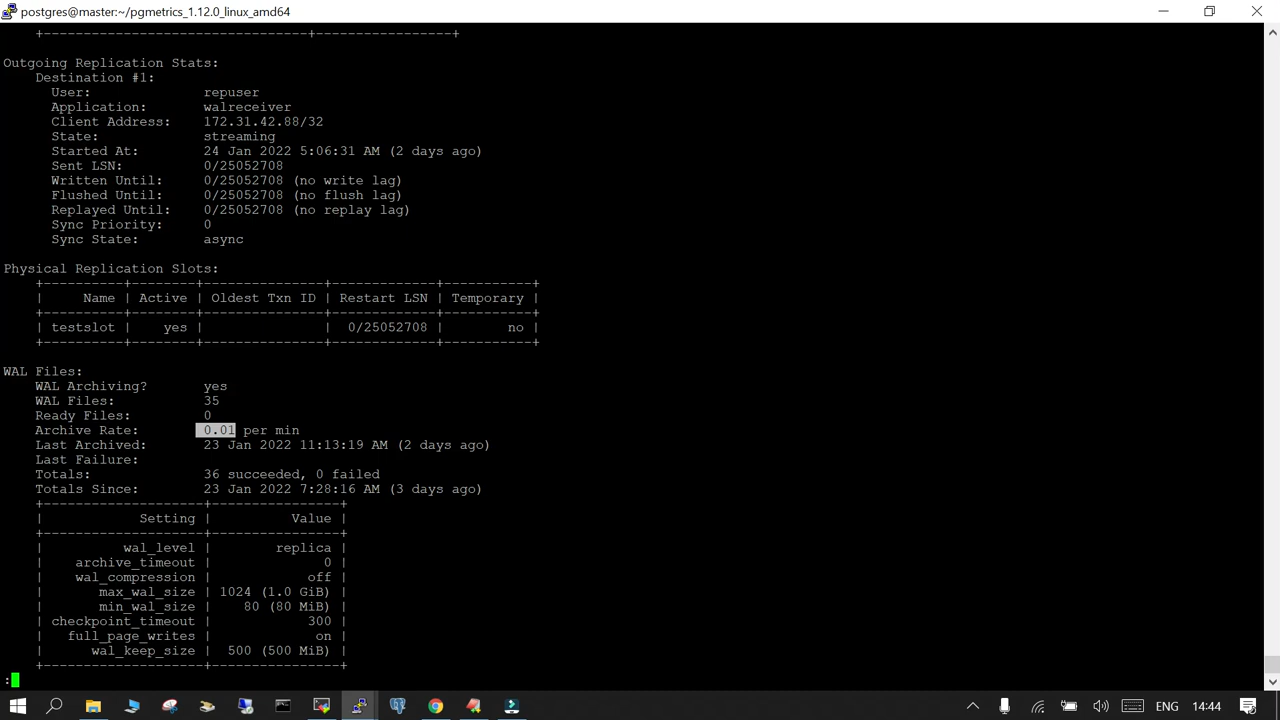 postgres@master:~/pgmetrics_1.12.0_linux_amd64
+----------------------------------+-----------------+
Outgoing Replication Stats:
    Destination #1:
      User:              repuser
      Application:       walreceiver
      Client Address:    172.31.42.88/32
      State:             streaming
      Started At:        24 Jan 2022 5:06:31 AM (2 days ago)
      Sent LSN:          0/25052708
      Written Until:     0/25052708 (no write lag)
      Flushed Until:     0/25052708 (no flush lag)
      Replayed Until:    0/25052708 (no replay lag)
      Sync Priority:     0
      Sync State:        async
Physical Replication Slots:
    +----------+--------+---------------+-------------+-----------+
    |     Name | Active | Oldest Txn ID | Restart LSN | Temporary |
    +----------+--------+---------------+-------------+-----------+
    | testslot |    yes |               |  0/25052708 |        no |
    +----------+--------+---------------+-------------+-----------+
WAL Files:
    WAL Archiving?       yes
    WAL Files:           35
    Ready Files:         0
    Archive Rate:        0.01 per min
    Last Archived:       23 Jan 2022 11:13:19 AM (2 days ago)
    Last Failure:
    Totals:              36 succeeded, 0 failed
    Totals Since:        23 Jan 2022 7:28:16 AM (3 days ago)
    +--------------------+----------------+
    |            Setting |          Value |
    +--------------------+----------------+
    |          wal_level |        replica |
    |    archive_timeout |              0 |
    |    wal_compression |            off |
    |       max_wal_size | 1024 (1.0 GiB) |
    |       min_wal_size |    80 (80 MiB) |
    | checkpoint_timeout |            300 |
    |   full_page_writes |             on |
    |      wal_keep_size |  500 (500 MiB) |
    +--------------------+----------------+
:
ENG 14:44